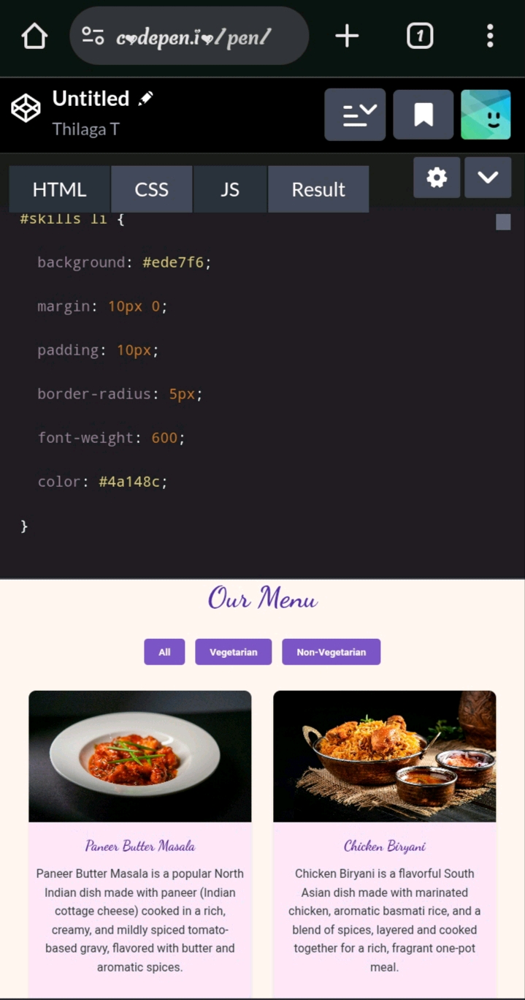 c❤depen.i❤/pen/
1
Untitled
Thilaga T
HTML CSS JS Result
#skills li {
background: #ede7f6;
margin: 10px 0;
padding: 10px;
border-radius: 5px;
font-weight: 600;
color: #4a148c;
}
Our Menu
All Vegetarian Non-Vegetarian
Paneer Butter Masala
Paneer Butter Masala is a popular North
Indian dish made with paneer (Indian
cottage cheese) cooked in a rich,
creamy, and mildly spiced tomato-
based gravy, flavored with butter and
aromatic spices.
Chicken Biryani
Chicken Biryani is a flavorful South
Asian dish made with marinated
chicken, aromatic basmati rice, and a
blend of spices, layered and cooked
together for a rich, fragrant one-pot
meal.